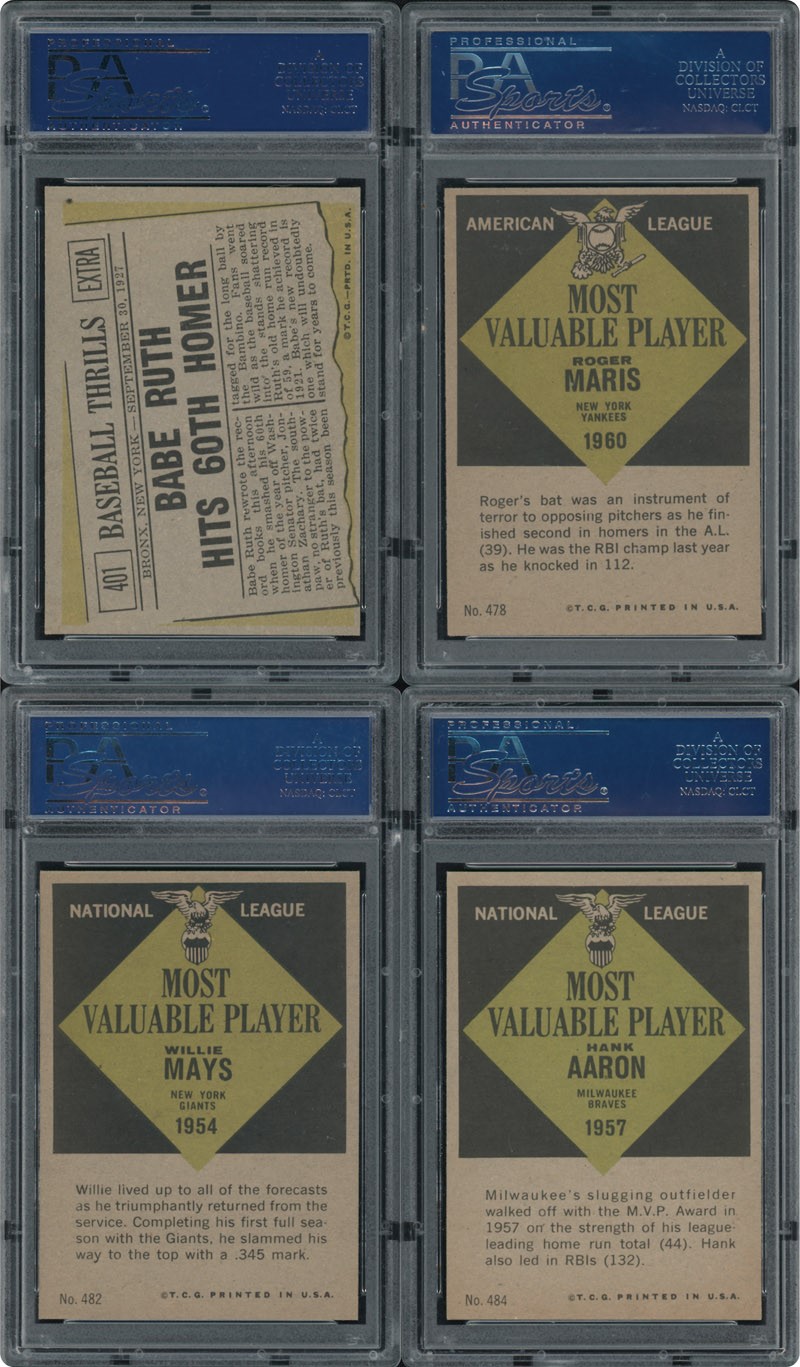 PROFESSIONAL
PSA
Sports
AUTHENTICATOR
A
DIVISION OF
COLLECTORS
UNIVERSE
NASDAQ: CLCT
401 BASEBALL THRILLS EXTRA
BRONX, NEW YORK—SEPTEMBER 30, 1927
BABE RUTH
HITS 60TH HOMER
Babe Ruth rewrote the rec-
ord books this afternoon
when he smashed his 60th
homer of the year off Wash-
ington Senator pitcher, Jon-
athan Zachary. The south-
paw, no stranger to the pow-
er of Ruth's bat, had twice
previously this season been
tagged for the long ball by
the Bambino. Fans went
wild as the baseball soared
into the stands shattering
Ruth's old home run record
of 59, a mark he achieved in
1921. Babe's new record is
one which will undoubtedly
stand for years to come.
©T.C.G.—PRTD. IN U.S.A.
PROFESSIONAL
PSA
Sports®
AUTHENTICATOR
A
DIVISION OF
COLLECTORS
UNIVERSE
NASDAQ: CLCT
AMERICAN LEAGUE
MOST
VALUABLE PLAYER
ROGER
MARIS
NEW YORK
YANKEES
1960
Roger's bat was an instrument of
terror to opposing pitchers as he fin-
ished second in homers in the A.L.
(39). He was the RBI champ last year
as he knocked in 112.
No. 478 ©T.C.G. PRINTED IN U.S.A.
PROFESSIONAL
PSA
Sports®
AUTHENTICATOR
A
DIVISION OF
COLLECTORS
UNIVERSE
NASDAQ: CLCT
NATIONAL LEAGUE
MOST
VALUABLE PLAYER
WILLIE
MAYS
NEW YORK
GIANTS
1954
Willie lived up to all of the forecasts
as he triumphantly returned from the
service. Completing his first full sea-
son with the Giants, he slammed his
way to the top with a .345 mark.
No. 482 ©T.C.G. PRINTED IN U.S.A.
PROFESSIONAL
PSA
Sports®
AUTHENTICATOR
A
DIVISION OF
COLLECTORS
UNIVERSE
NASDAQ: CLCT
NATIONAL LEAGUE
MOST
VALUABLE PLAYER
HANK
AARON
MILWAUKEE
BRAVES
1957
Milwaukee's slugging outfielder
walked off with the M.V.P. Award in
1957 on the strength of his league-
leading home run total (44). Hank
also led in RBIs (132).
No. 484 ©T.C.G. PRINTED IN U.S.A.